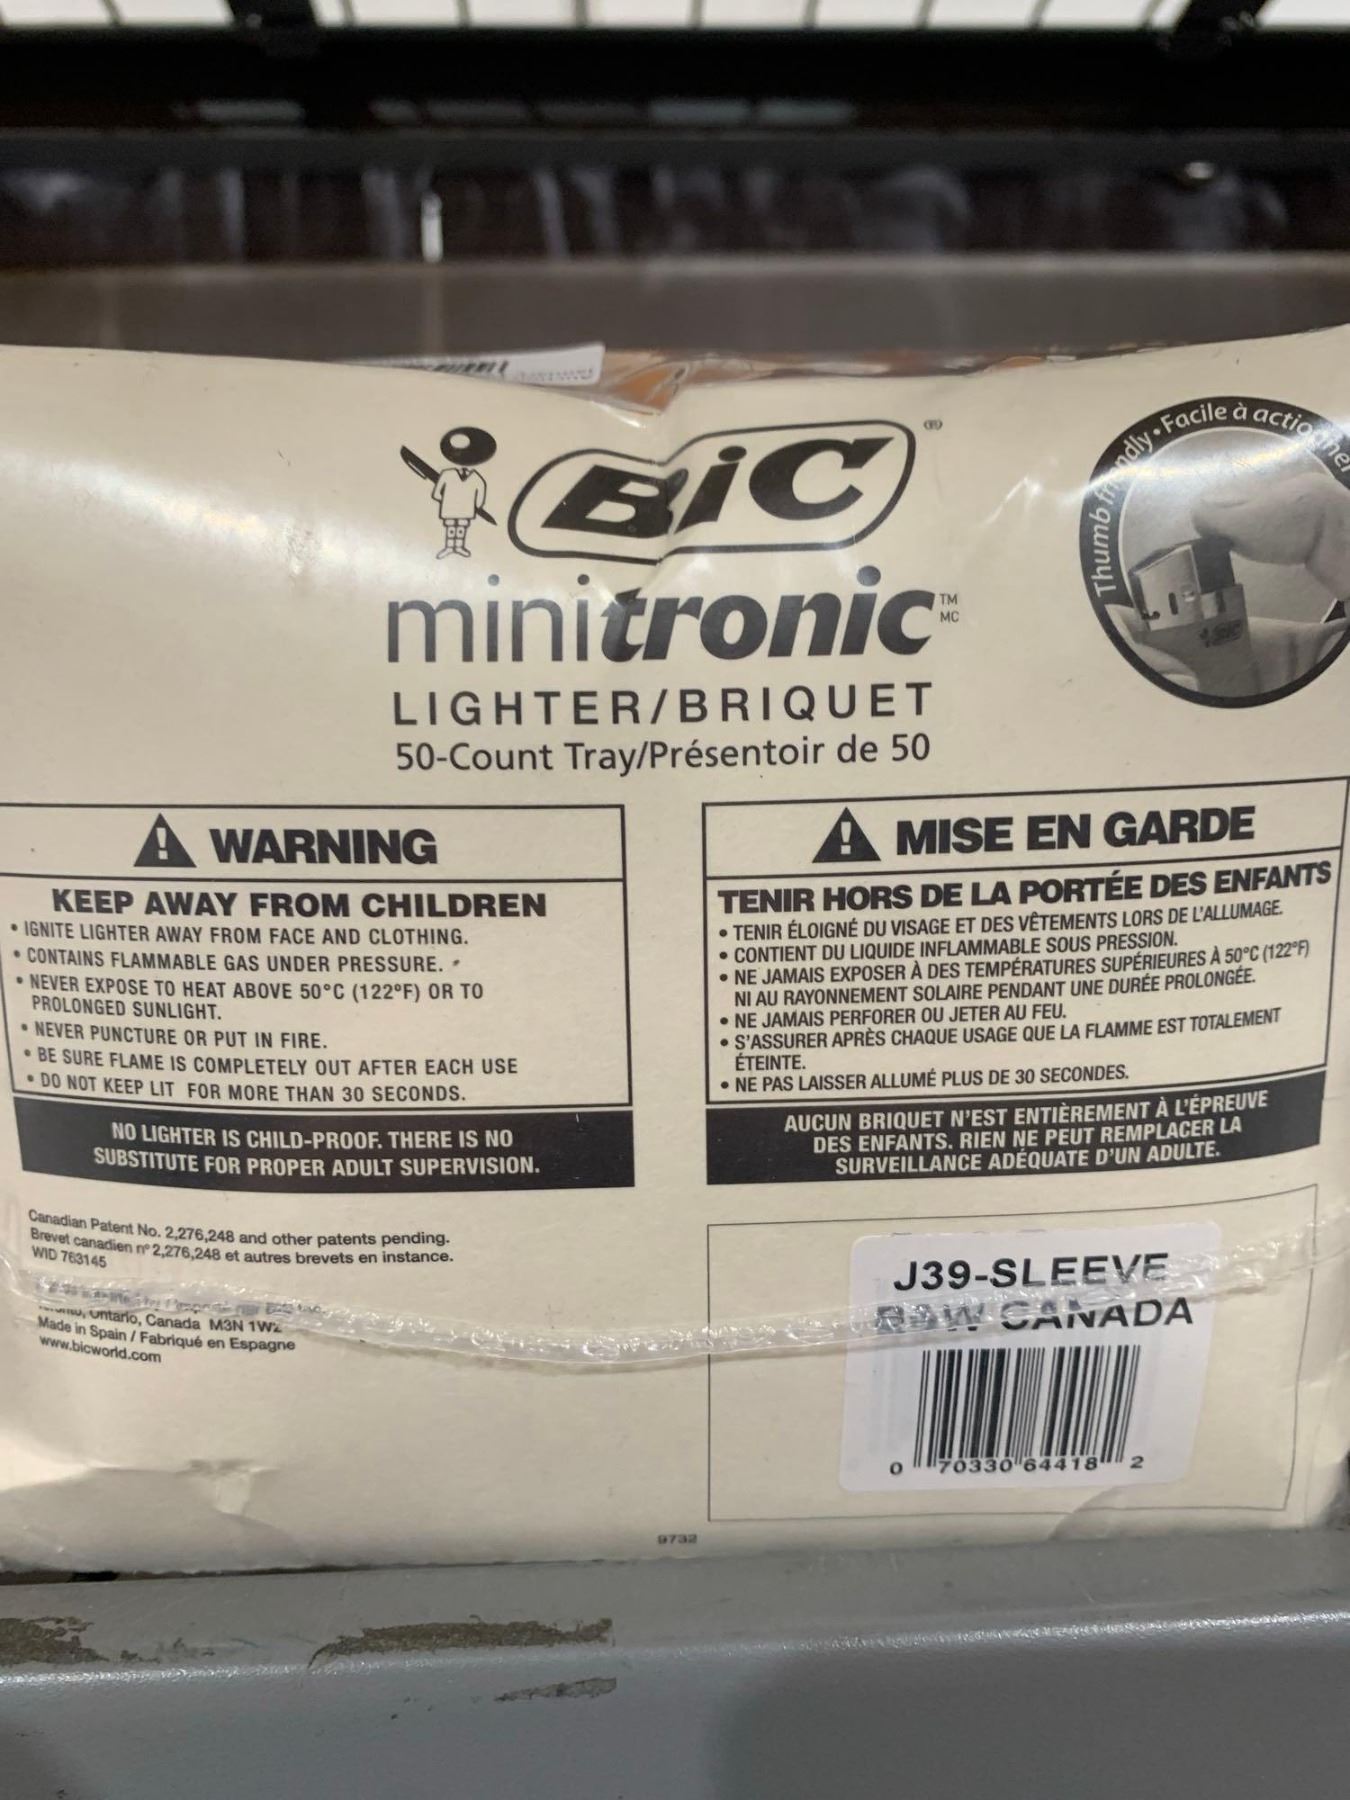 BiC®
minitronic TM MC
LIGHTER/BRIQUET
50-Count Tray/Présentoir de 50
Facile à
Thumb
BiC
WARNING
KEEP AWAY FROM CHILDREN
• IGNITE LIGHTER AWAY FROM FACE AND CLOTHING.
• CONTAINS FLAMMABLE GAS UNDER PRESSURE.
• NEVER EXPOSE TO HEAT ABOVE 50°C (122°F) OR TO
PROLONGED SUNLIGHT.
• NEVER PUNCTURE OR PUT IN FIRE.
• BE SURE FLAME IS COMPLETELY OUT AFTER EACH USE
• DO NOT KEEP LIT FOR MORE THAN 30 SECONDS.
NO LIGHTER IS CHILD-PROOF. THERE IS NO
SUBSTITUTE FOR PROPER ADULT SUPERVISION.
MISE EN GARDE
TENIR HORS DE LA PORTÉE DES ENFANTS
• TENIR ÉLOIGNÉ DU VISAGE ET DES VÊTEMENTS LORS DE L'ALLUMAGE.
• CONTIENT DU LIQUIDE INFLAMMABLE SOUS PRESSION.
• NE JAMAIS EXPOSER À DES TEMPÉRATURES SUPÉRIEURES À 50°C (122°F)
NI AU RAYONNEMENT SOLAIRE PENDANT UNE DURÉE PROLONGÉE.
• NE JAMAIS PERFORER OU JETER AU FEU.
• S'ASSURER APRÈS CHAQUE USAGE QUE LA FLAMME EST TOTALEMENT
ÉTEINTE.
• NE PAS LAISSER ALLUMÉ PLUS DE 30 SECONDES.
AUCUN BRIQUET N'EST ENTIÈREMENT À L'ÉPREUVE
DES ENFANTS. RIEN NE PEUT REMPLACER LA
SURVEILLANCE ADÉQUATE D'UN ADULTE.
Canadian Patent No. 2,276,248 and other patents pending.
Brevet canadien n° 2,276,248 et autres brevets en instance.
WID 763145
Ontario, Canada M3N 1W2
Made in Spain / Fabriqué en Espagne
www.bicworld.com
J39-SLEEVE
RAW CANADA
0 70330 64418 2
9732